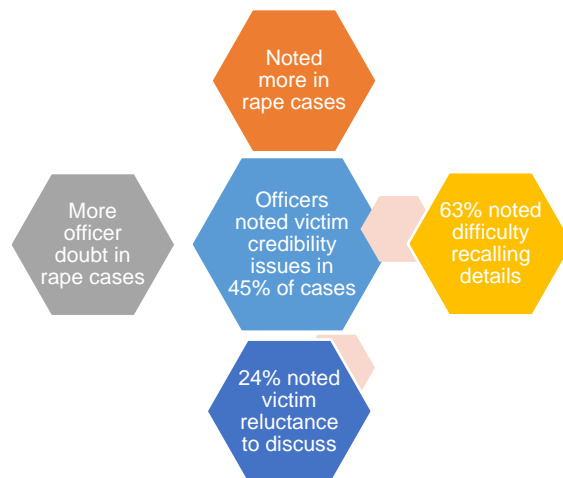 Noted
more in
rape cases
More
officer
doubt in
rape cases
Officers
noted victim
credibility
issues in
45% of cases
63% noted
difficulty
recalling
details
24% noted
victim
reluctance
to discuss